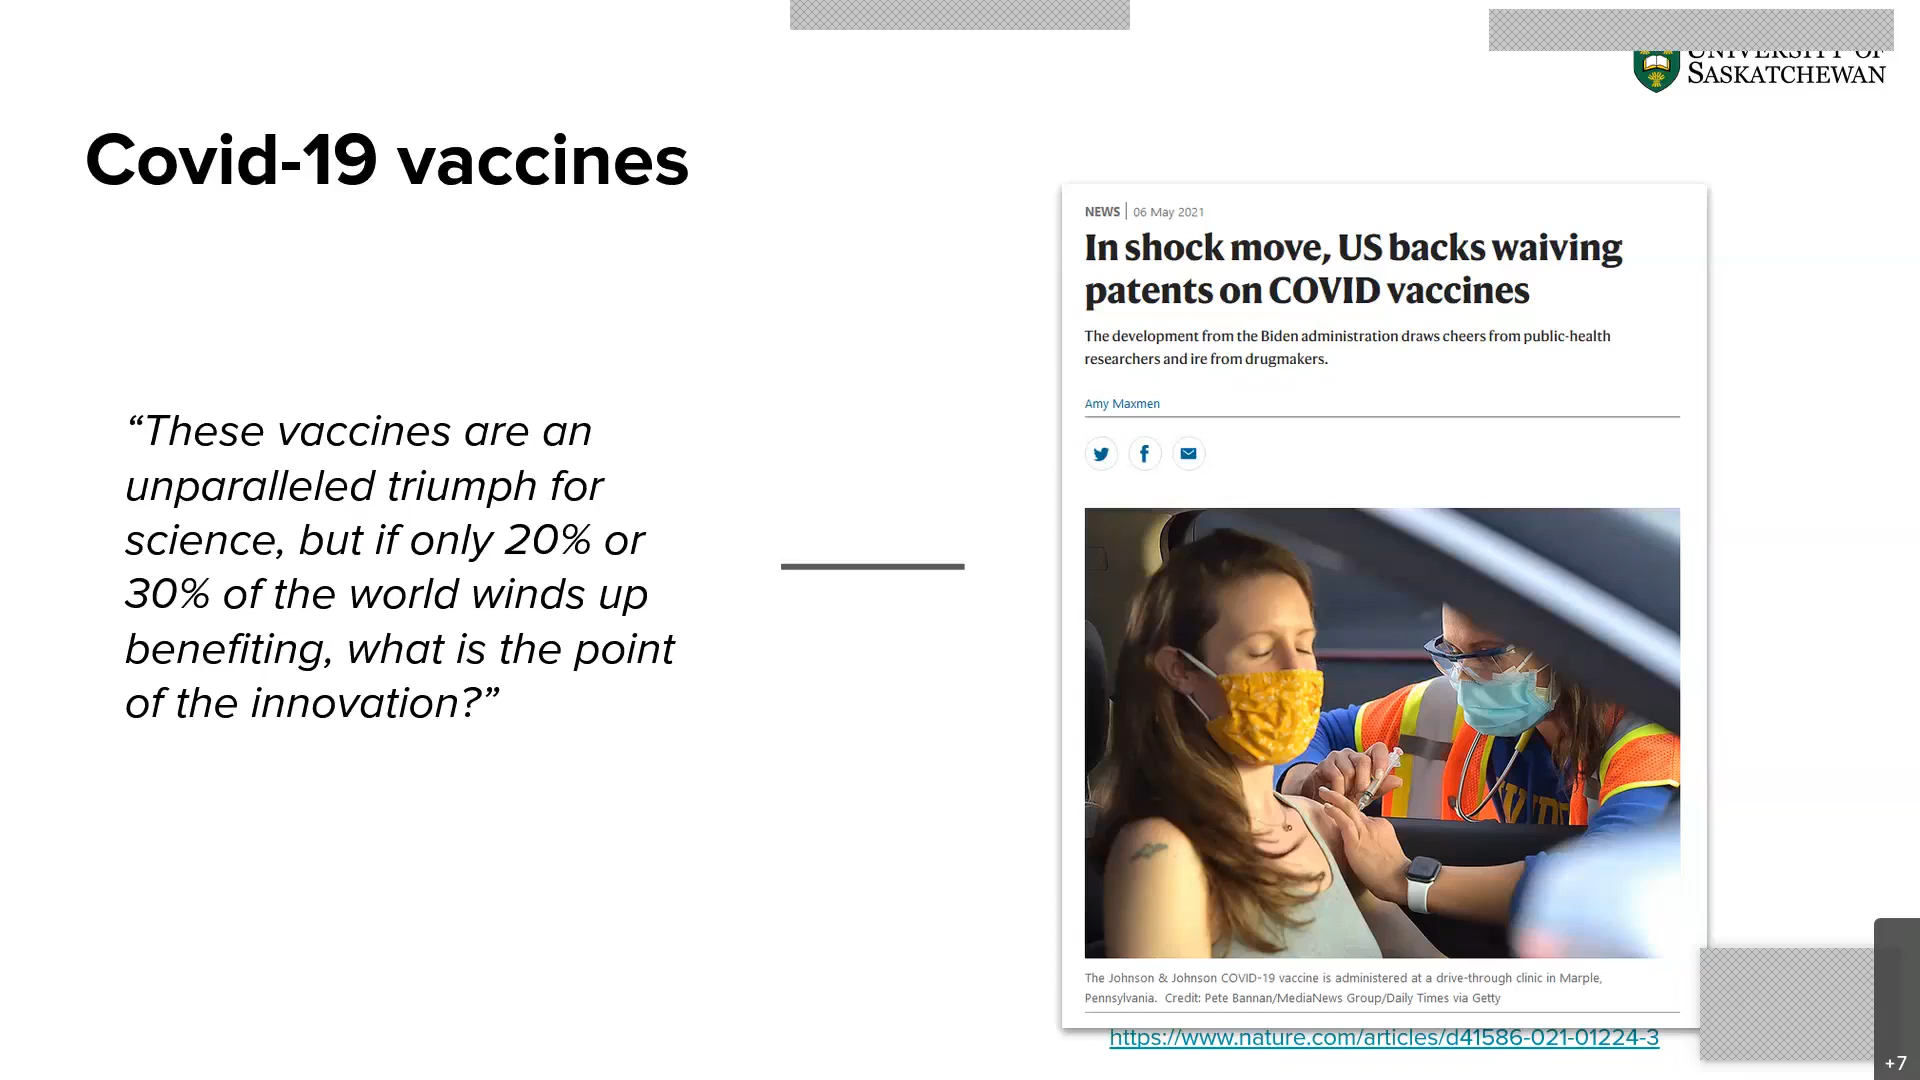 UNIVERSITY OF
SASKATCHEWAN
Covid-19 vaccines
“These vaccines are an
unparalleled triumph for
science, but if only 20% or
30% of the world winds up
benefiting, what is the point
of the innovation?”
NEWS | 06 May 2021
In shock move, US backs waiving
patents on COVID vaccines
The development from the Biden administration draws cheers from public-health
researchers and ire from drugmakers.
Amy Maxmen
The Johnson & Johnson COVID-19 vaccine is administered at a drive-through clinic in Marple,
Pennsylvania. Credit: Pete Bannan/MediaNews Group/Daily Times via Getty
https://www.nature.com/articles/d41586-021-01224-3
+7